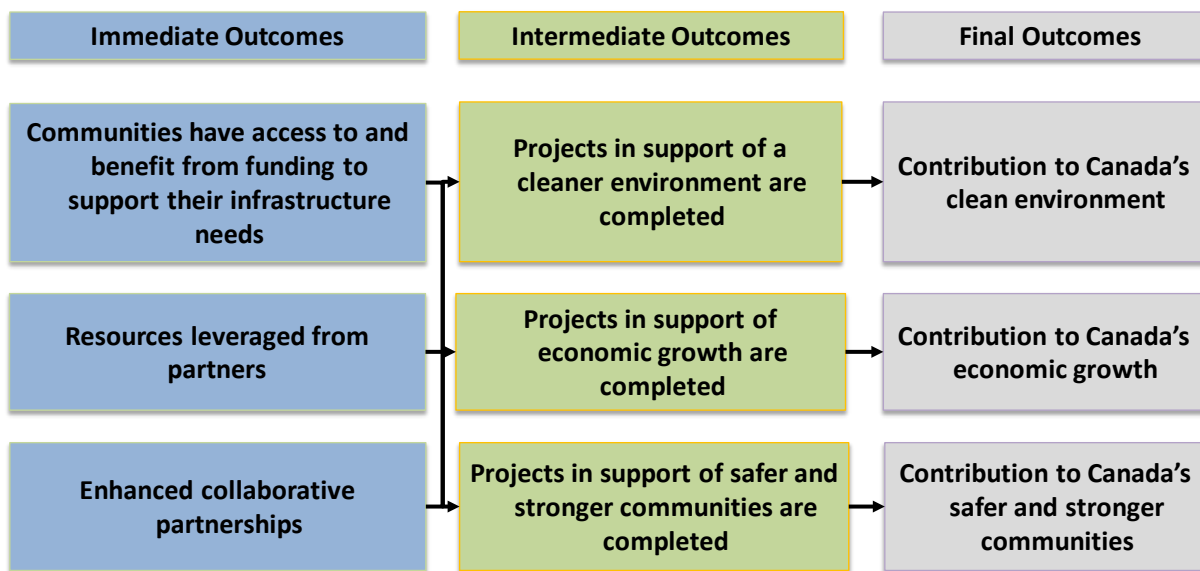 Immediate Outcomes
Intermediate Outcomes
Final Outcomes
Communities have access to and
benefit from funding to
support their infrastructure
needs
Projects in support of a
cleaner environment are
completed
Contribution to Canada's
clean environment
Resources leveraged from
partners
Projects in support of
economic growth are
completed
Contribution to Canada's
economic growth
Enhanced collaborative
partnerships
Projects in support of safer and
stronger communities are
completed
Contribution to Canada's
safer and stronger
communities